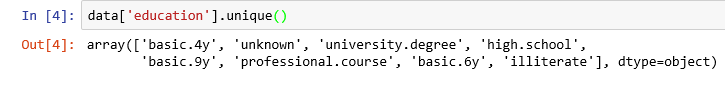 In [4]: data['education'].unique()
Out[4]: array(['basic.4y', 'unknown', 'university.degree', 'high.school',
'basic.9y', 'professional.course', 'basic.6y', 'illiterate'], dtype=object)